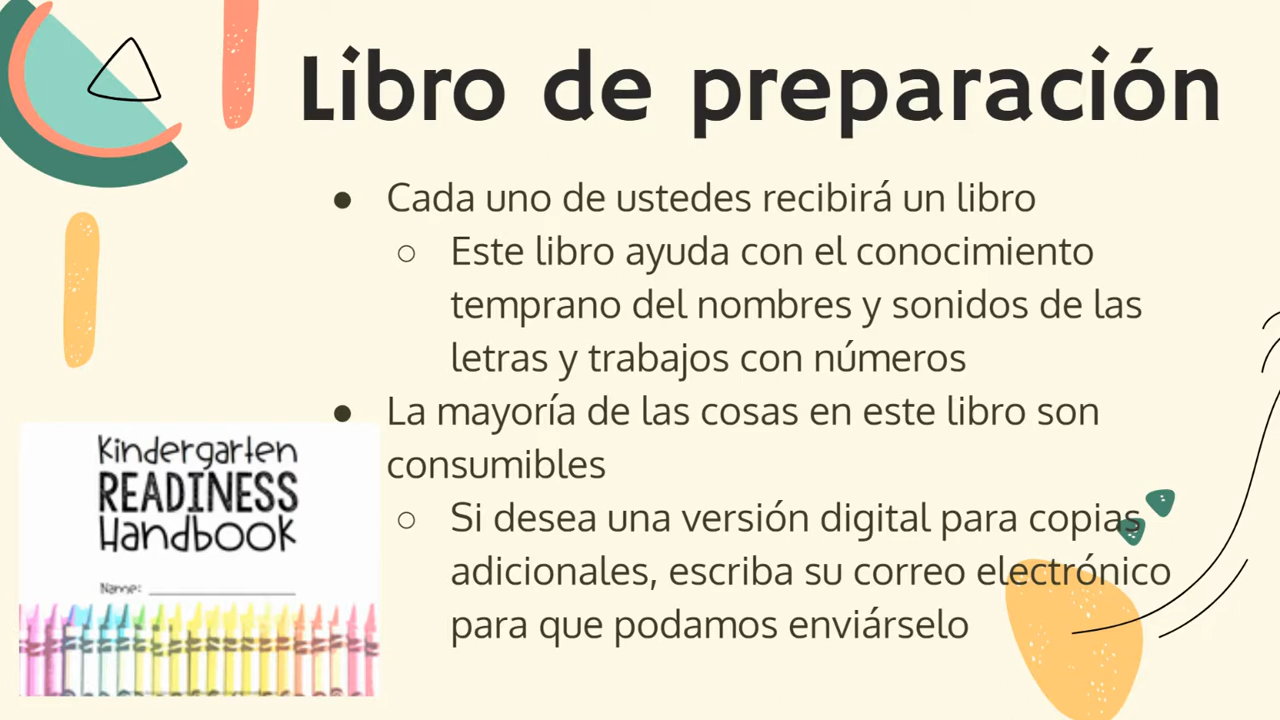 Libro de preparación
● Cada uno de ustedes recibirá un libro
○ Este libro ayuda con el conocimiento
temprano del nombres y sonidos de las
letras y trabajos con números
● La mayoría de las cosas en este libro son
consumibles
○ Si desea una versión digital para copias
adicionales, escriba su correo electrónico
para que podamos enviárselo
Kindergarten
READINESS
Handbook
Name: